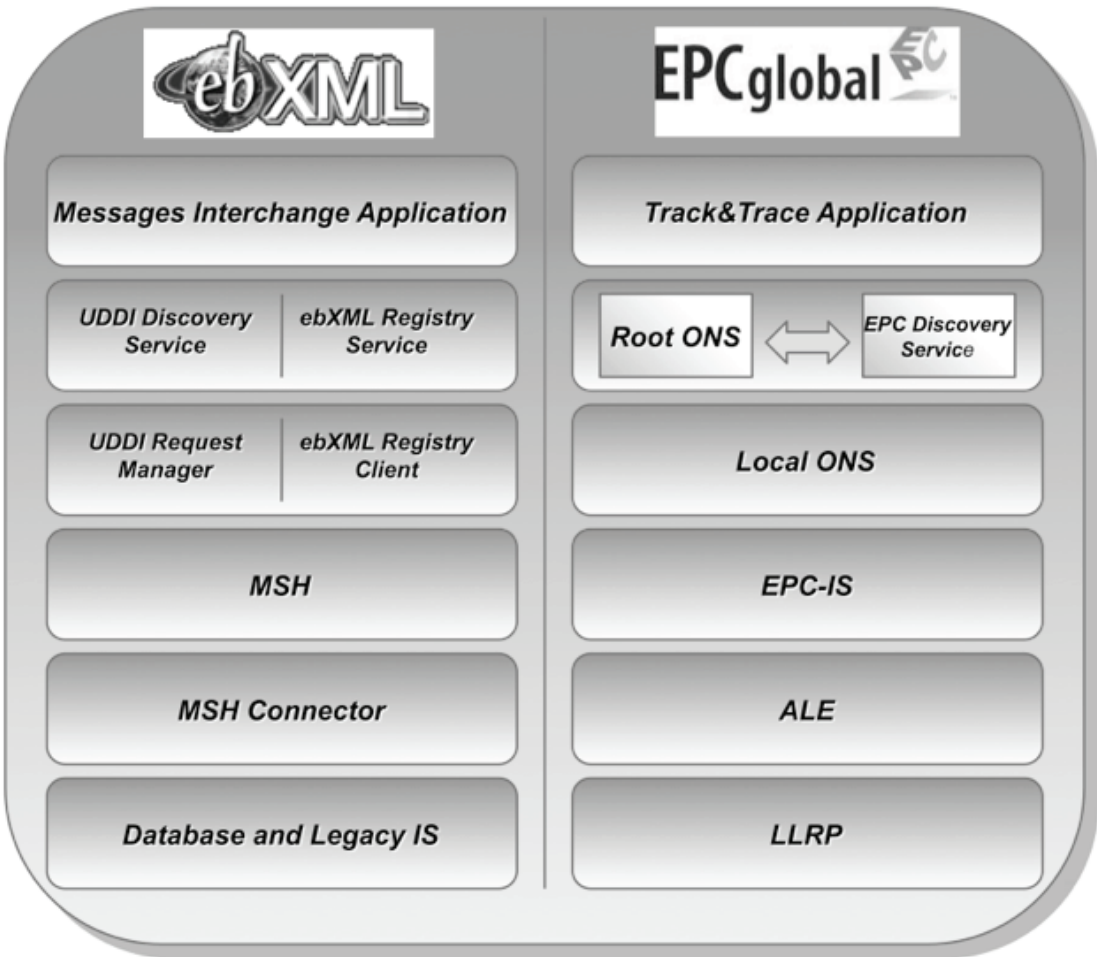 ebXML
EPCglobal
EPC
™
Messages Interchange Application
Track&Trace Application
UDDI Discovery
Service
ebXML Registry
Service
Root ONS
EPC Discovery
Service
UDDI Request
Manager
ebXML Registry
Client
Local ONS
MSH
EPC-IS
MSH Connector
ALE
Database and Legacy IS
LLRP